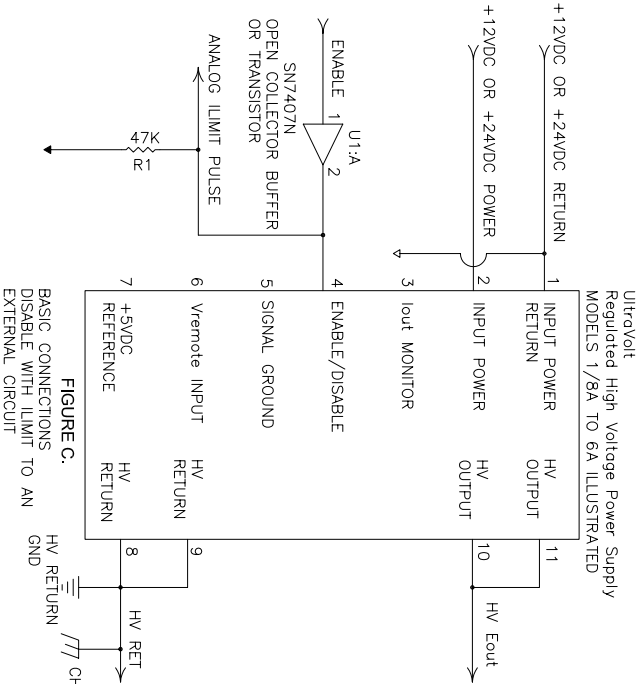 UltraVolt
Regulated High Voltage Power Supply
MODELS 1/8A TO 6A ILLUSTRATED
+12VDC OR +24VDC RETURN
+12VDC OR +24VDC POWER
1 INPUT POWER
RETURN
2 INPUT POWER
3 Iout MONITOR
4 ENABLE/DISABLE
5 SIGNAL GROUND
6 Vremote INPUT
7 +5VDC
REFERENCE
HV
OUTPUT
11
HV
OUTPUT
10
HV
RETURN
9
HV
RETURN
8
HV Eout
HV RET
HV RETURN
GND
ENABLE
1
U1:A
2
SN7407N
OPEN COLLECTOR BUFFER
OR TRANSISTOR
ANALOG ILIMIT PULSE
47K
R1
FIGURE C.
BASIC CONNECTIONS
DISABLE WITH ILIMIT TO AN
EXTERNAL CIRCUIT